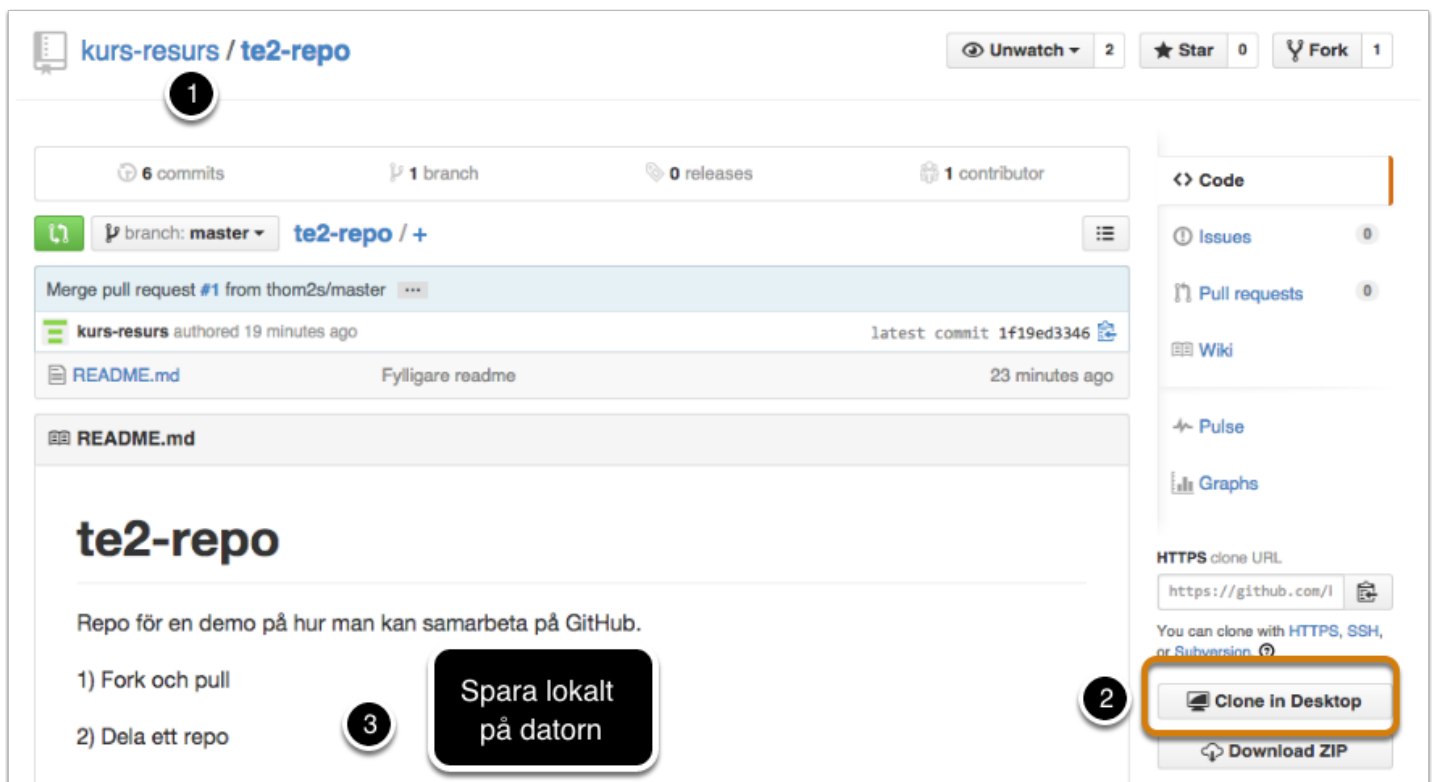 kurs-resurs / te2-repo
Unwatch 2 Star 0 Fork 1
1
6 commits 1 branch 0 releases 1 contributor
branch: master te2-repo / +
Merge pull request #1 from thom2s/master ...
kurs-resurs authored 19 minutes ago latest commit 1f19ed3346
README.md Fylligare readme 23 minutes ago
README.md
te2-repo
Repo för en demo på hur man kan samarbeta på GitHub.
1) Fork och pull
2) Dela ett repo
3
Spara lokalt
på datorn
Code
Issues 0
Pull requests 0
Wiki
Pulse
Graphs
HTTPS clone URL
https://github.com/
You can clone with HTTPS, SSH,
or Subversion.
2
Clone in Desktop
Download ZIP